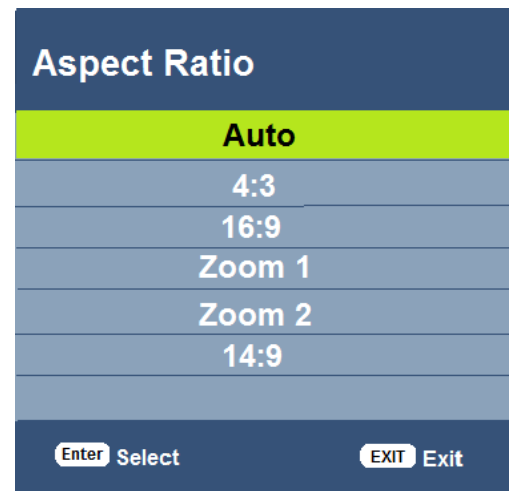 Aspect Ratio
Auto
4:3
16:9
Zoom 1
Zoom 2
14:9
Enter Select EXIT Exit